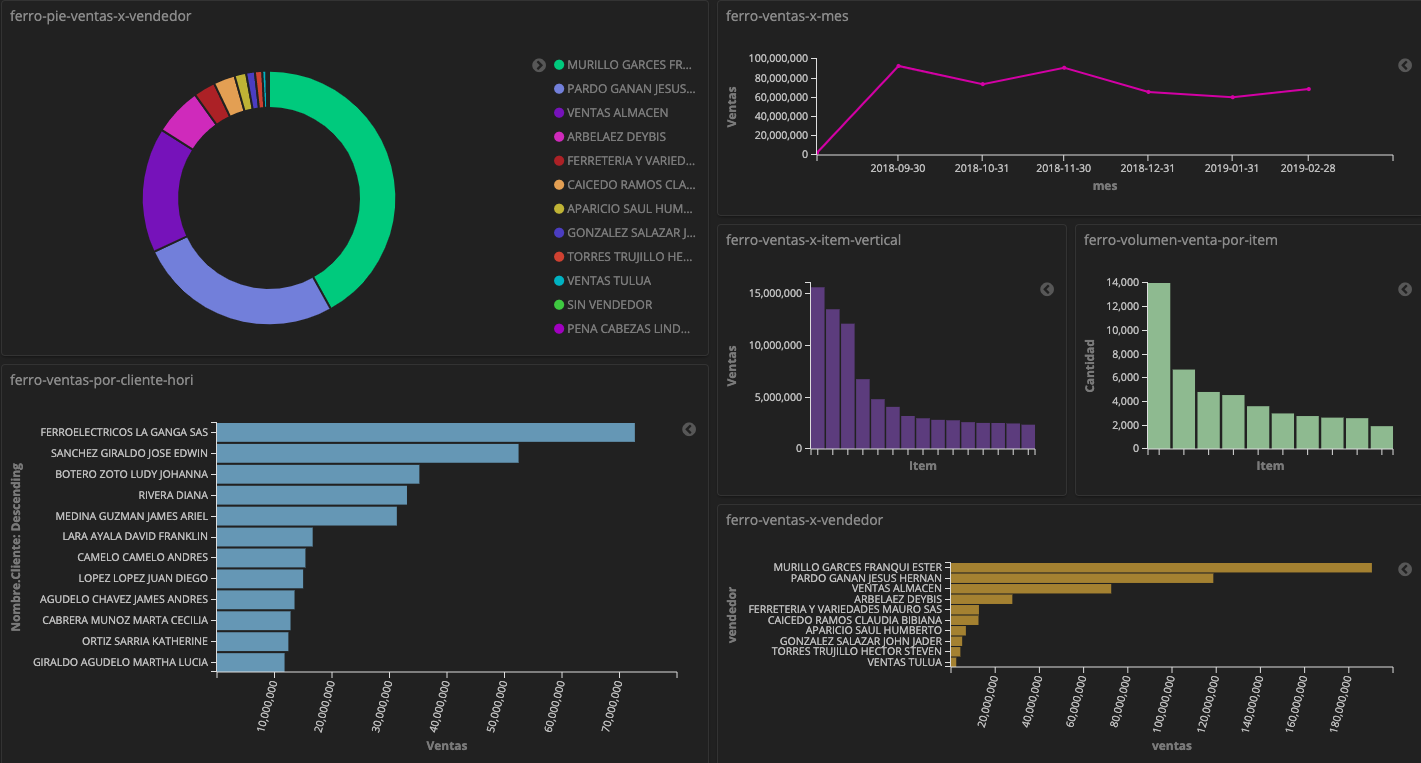 ferro-pie-ventas-x-vendedor
MURILLO GARCES FR...
PARDO GANAN JESUS...
VENTAS ALMACEN
ARBELAEZ DEYBIS
FERRETERIA Y VARIED...
CAICEDO RAMOS CLA...
APARICIO SAUL HUM...
GONZALEZ SALAZAR J...
TORRES TRUJILLO HE...
VENTAS TULUA
SIN VENDEDOR
PENA CABEZAS LIND...
ferro-ventas-x-mes
Ventas
100,000,000
80,000,000
60,000,000
40,000,000
20,000,000
0
2018-09-30
2018-10-31
2018-11-30
2018-12-31
2019-01-31
2019-02-28
mes
ferro-ventas-x-item-vertical
Ventas
15,000,000
10,000,000
5,000,000
0
Item
ferro-volumen-venta-por-item
Cantidad
14,000
12,000
10,000
8,000
6,000
4,000
2,000
0
Item
ferro-ventas-por-cliente-hori
Nombre.Cliente: Descending
FERROELECTRICOS LA GANGA SAS
SANCHEZ GIRALDO JOSE EDWIN
BOTERO ZOTO LUDY JOHANNA
RIVERA DIANA
MEDINA GUZMAN JAMES ARIEL
LARA AYALA DAVID FRANKLIN
CAMELO CAMELO ANDRES
LOPEZ LOPEZ JUAN DIEGO
AGUDELO CHAVEZ JAMES ANDRES
CABRERA MUNOZ MARTA CECILIA
ORTIZ SARRIA KATHERINE
GIRALDO AGUDELO MARTHA LUCIA
10,000,000
20,000,000
30,000,000
40,000,000
50,000,000
60,000,000
70,000,000
Ventas
ferro-ventas-x-vendedor
vendedor
MURILLO GARCES FRANQUI ESTER
PARDO GANAN JESUS HERNAN
VENTAS ALMACEN
ARBELAEZ DEYBIS
FERRETERIA Y VARIEDADES MAURO SAS
CAICEDO RAMOS CLAUDIA BIBIANA
APARICIO SAUL HUMBERTO
GONZALEZ SALAZAR JOHN JADER
TORRES TRUJILLO HECTOR STEVEN
VENTAS TULUA
20,000,000
40,000,000
60,000,000
80,000,000
100,000,000
120,000,000
140,000,000
160,000,000
180,000,000
ventas